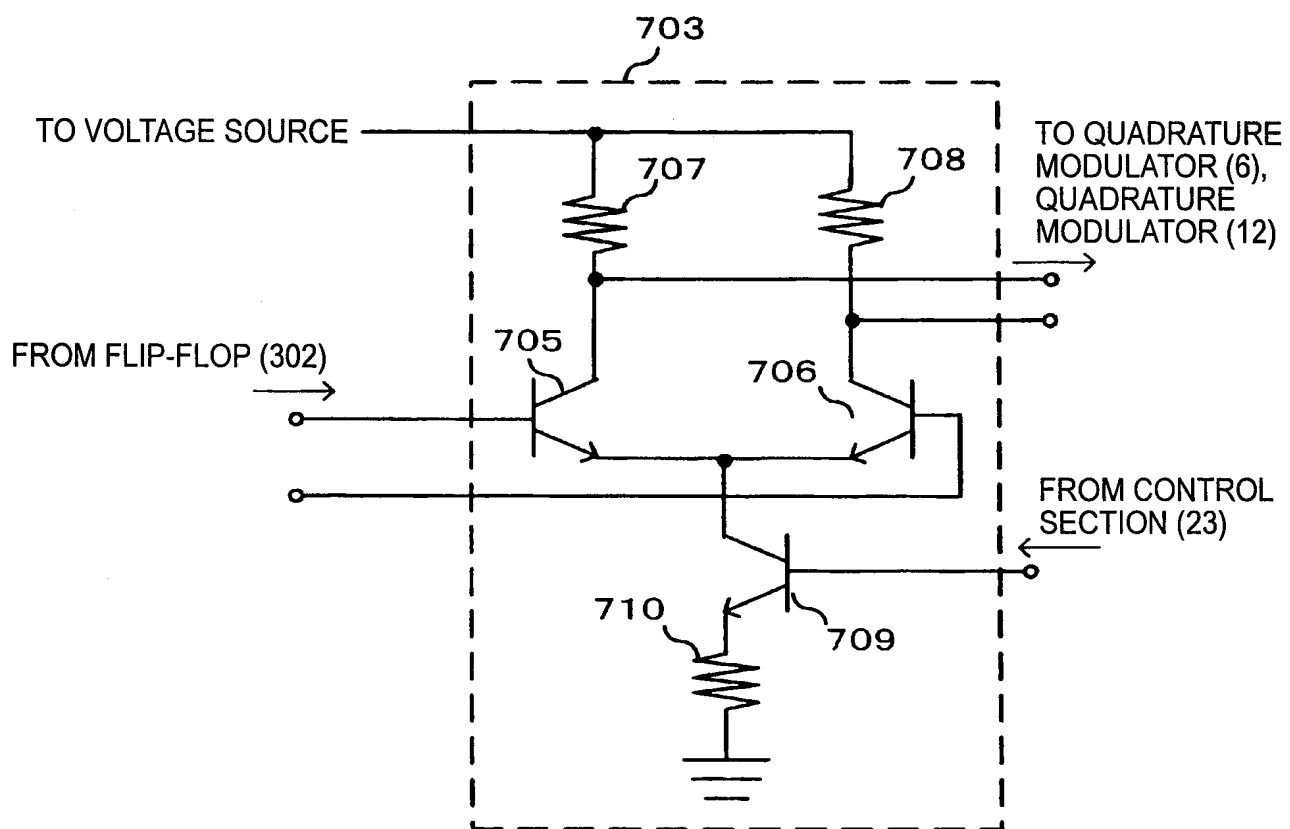 703
TO VOLTAGE SOURCE
TO QUADRATURE
MODULATOR (6),
QUADRATURE
MODULATOR (12)
707
708
FROM FLIP-FLOP (302)
705
706
FROM CONTROL
SECTION (23)
710
709